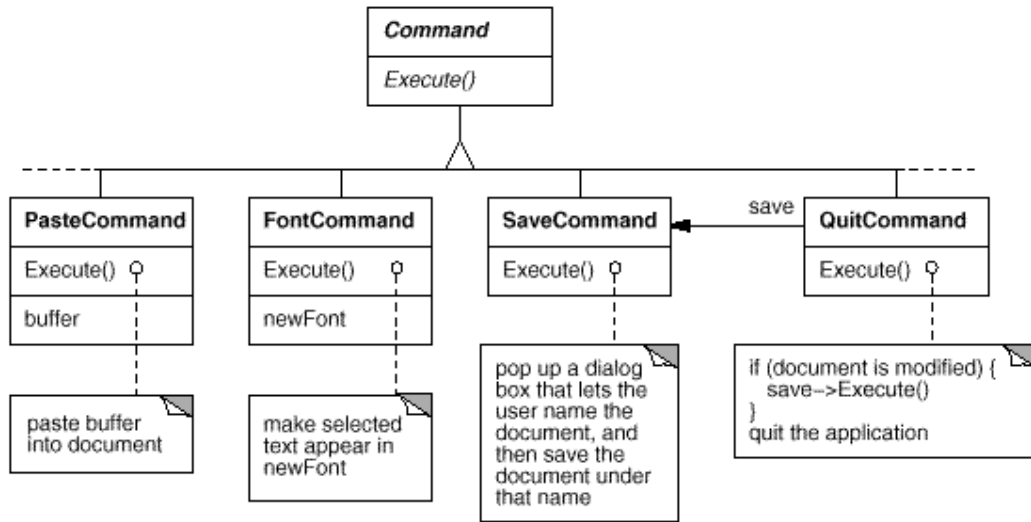 Command
Execute()
PasteCommand
Execute()
buffer
paste buffer
into document
FontCommand
Execute()
newFont
make selected
text appear in
newFont
SaveCommand
Execute()
pop up a dialog
box that lets the
user name the
document, and
then save the
document under
that name
save
QuitCommand
Execute()
if (document is modified) {
save-->Execute()
}
quit the application